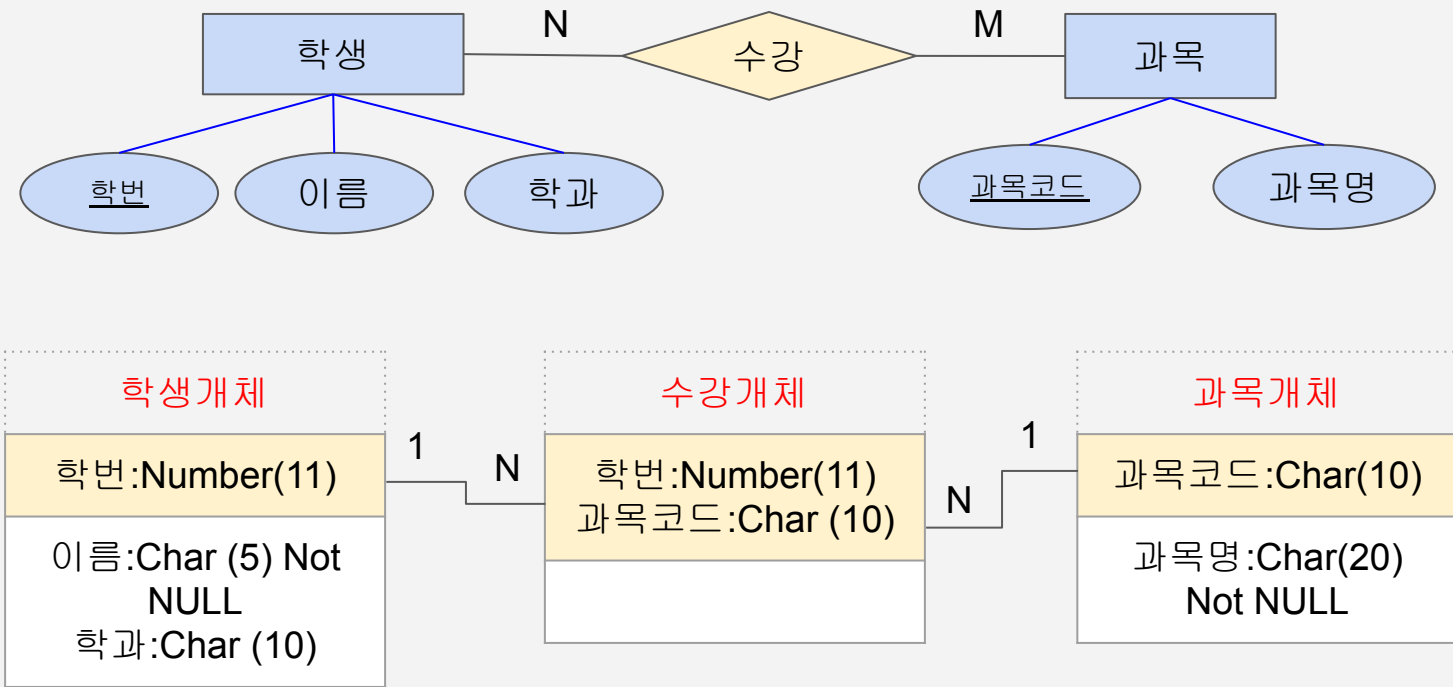 학생
N
수강
M
과목
학번
이름
학과
과목코드
과목명
학생개체
수강개체
과목개체
학번:Number(11)
1
N
학번:Number(11)
과목코드:Char (10)
N
1
과목코드:Char(10)
이름:Char (5) Not
NULL
학과:Char (10)
과목명:Char(20)
Not NULL